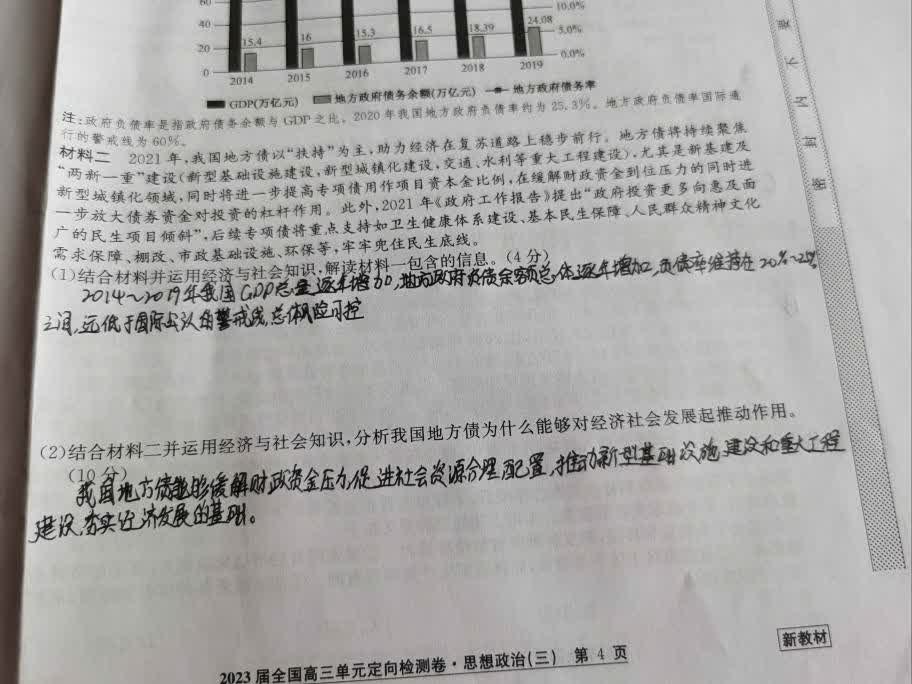 60
40
20
0
10.0%
5.0%
0.0%
15.4
16
15.3
16.5
18.39
24.08
2014
2015
2016
2017
2018
2019
GDP(万亿元)
地方政府债务余额(万亿元)
地方政府债务率
注:政府负债率是指政府债务余额与 GDP 之比。2020 年我国地方政府负债率约为 25.3%。地方政府负债率国际通
行的警戒线为 60%。
材料二 2021 年,我国地方债以“扶持”为主,助力经济在复苏道路上稳步前行。地方债将持续聚焦
“两新一重”建设(新型基础设施建设,新型城镇化建设,交通、水利等重大工程建设),尤其是新基建及
新型城镇化领域,同时将进一步提高专项债用作项目资本金比例,在缓解财政资金到位压力的同时进
一步放大债券资金对投资的杠杆作用。此外,2021 年《政府工作报告》提出“政府投资更多向惠及面
广的民生项目倾斜”,后续专项债将重点支持如卫生健康体系建设、基本民生保障、人民群众精神文化
需求保障、棚改、市政基础设施、环保等,牢牢兜住民生底线。
(1)结合材料并运用经济与社会知识,解读材料一包含的信息。(4 分)
2014~2019年我国GDP总量逐年增加,地方政府负债余额总体逐年增加,负债率维持在20%~25%
之间,远低于国际公认的警戒线,总体风险可控
(2)结合材料二并运用经济与社会知识,分析我国地方债为什么能够对经济社会发展起推动作用。
(10 分)
我国地方债能够缓解财政资金压力,促进社会资源合理配置,推动新型基础设施建设和重大工程
建设,夯实经济发展的基础。
新教材
2023 届全国高三单元定向检测卷·思想政治(三) 第 4 页
密
封
内
不
要